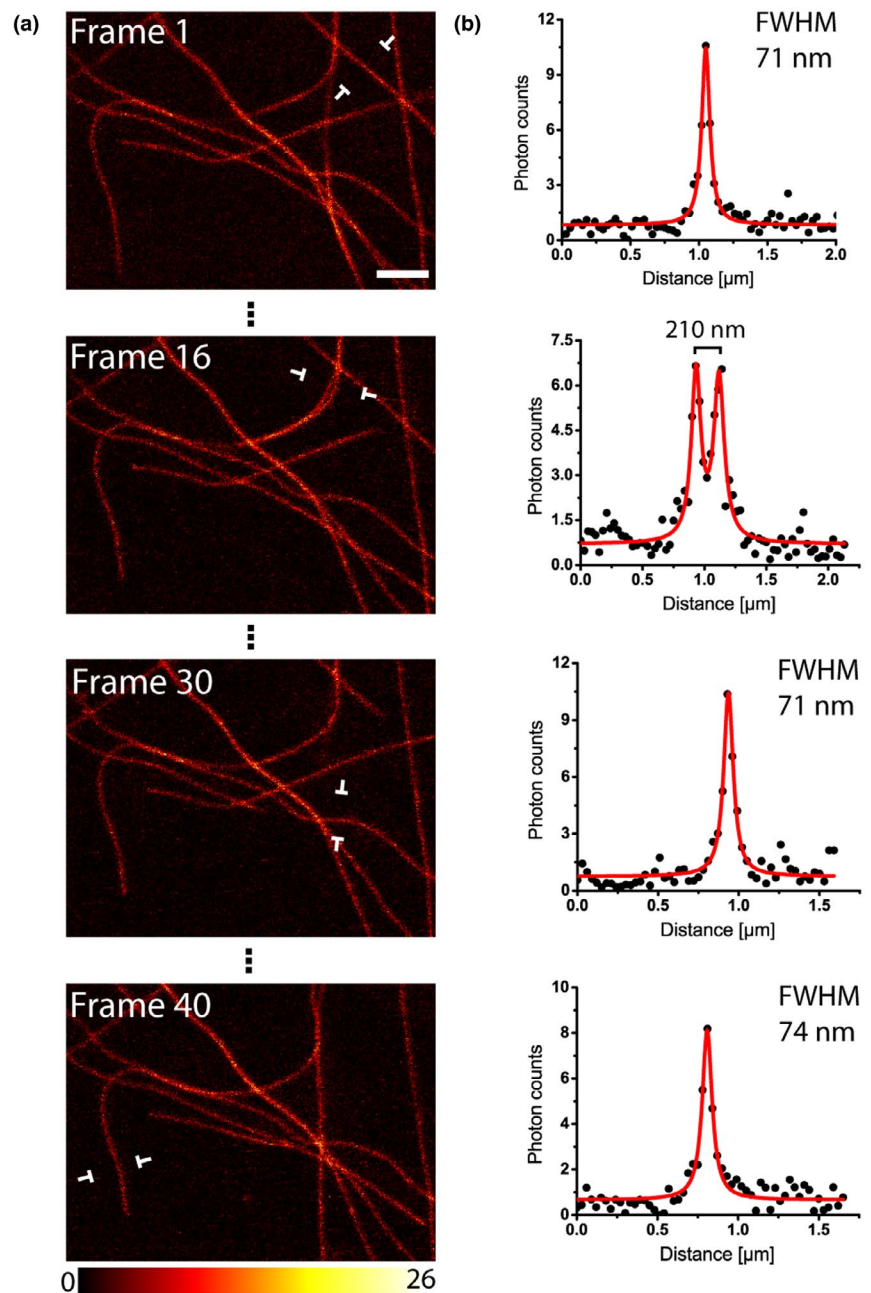 (a)
Frame 1
(b)
FWHM
71 nm
Photon counts
12
9
6
3
0
0.0
0.5
1.0
1.5
2.0
Distance [µm]
Frame 16
210 nm
Photon counts
7.5
6.0
4.5
3.0
1.5
0.0
0.0
0.5
1.0
1.5
2.0
Distance [µm]
Frame 30
FWHM
71 nm
Photon counts
12
9
6
3
0
0.0
0.5
1.0
1.5
Distance [µm]
Frame 40
FWHM
74 nm
Photon counts
10
8
6
4
2
0
0.0
0.5
1.0
1.5
Distance [µm]
0
26